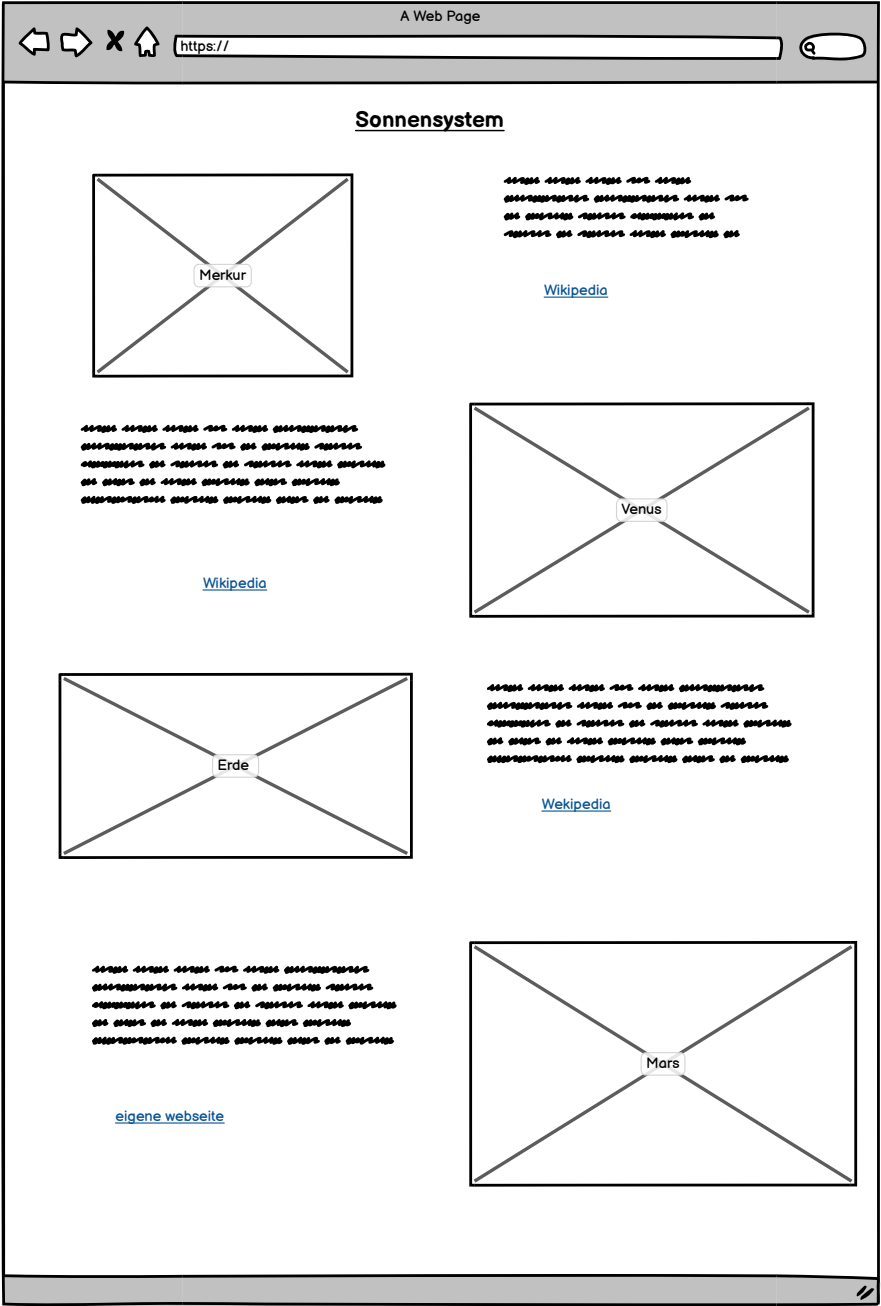 A Web Page
https://
Sonnensystem
Merkur
Wikipedia
Venus
Wikipedia
Erde
Wekipedia
Mars
eigene webseite